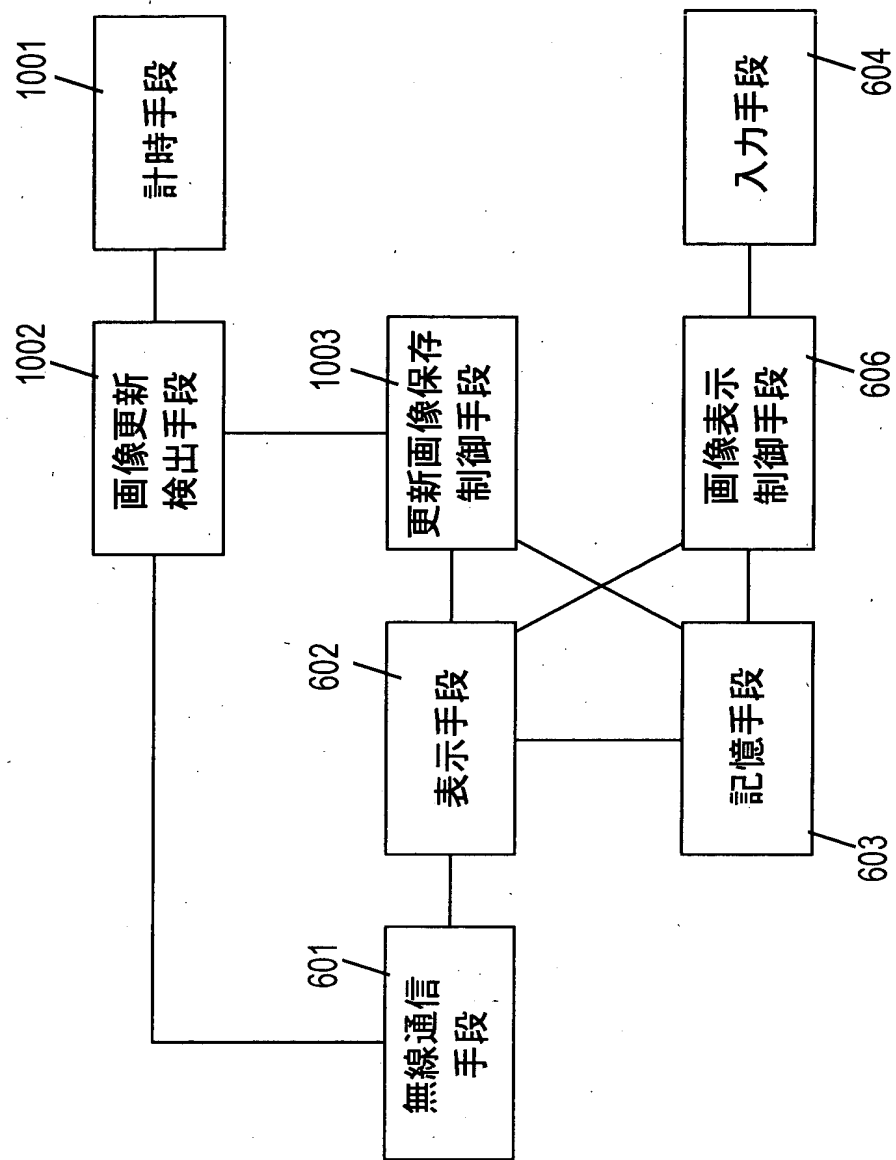 1001
計時手段
1002
画像更新
検出手段
1003
更新画像保存
制御手段
601
無線通信
手段
602
表示手段
603
記憶手段
606
画像表示
制御手段
604
入力手段